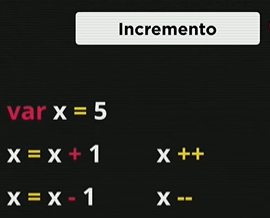 Incremento
var x = 5
x = x + 1 x ++
x = x - 1 x --